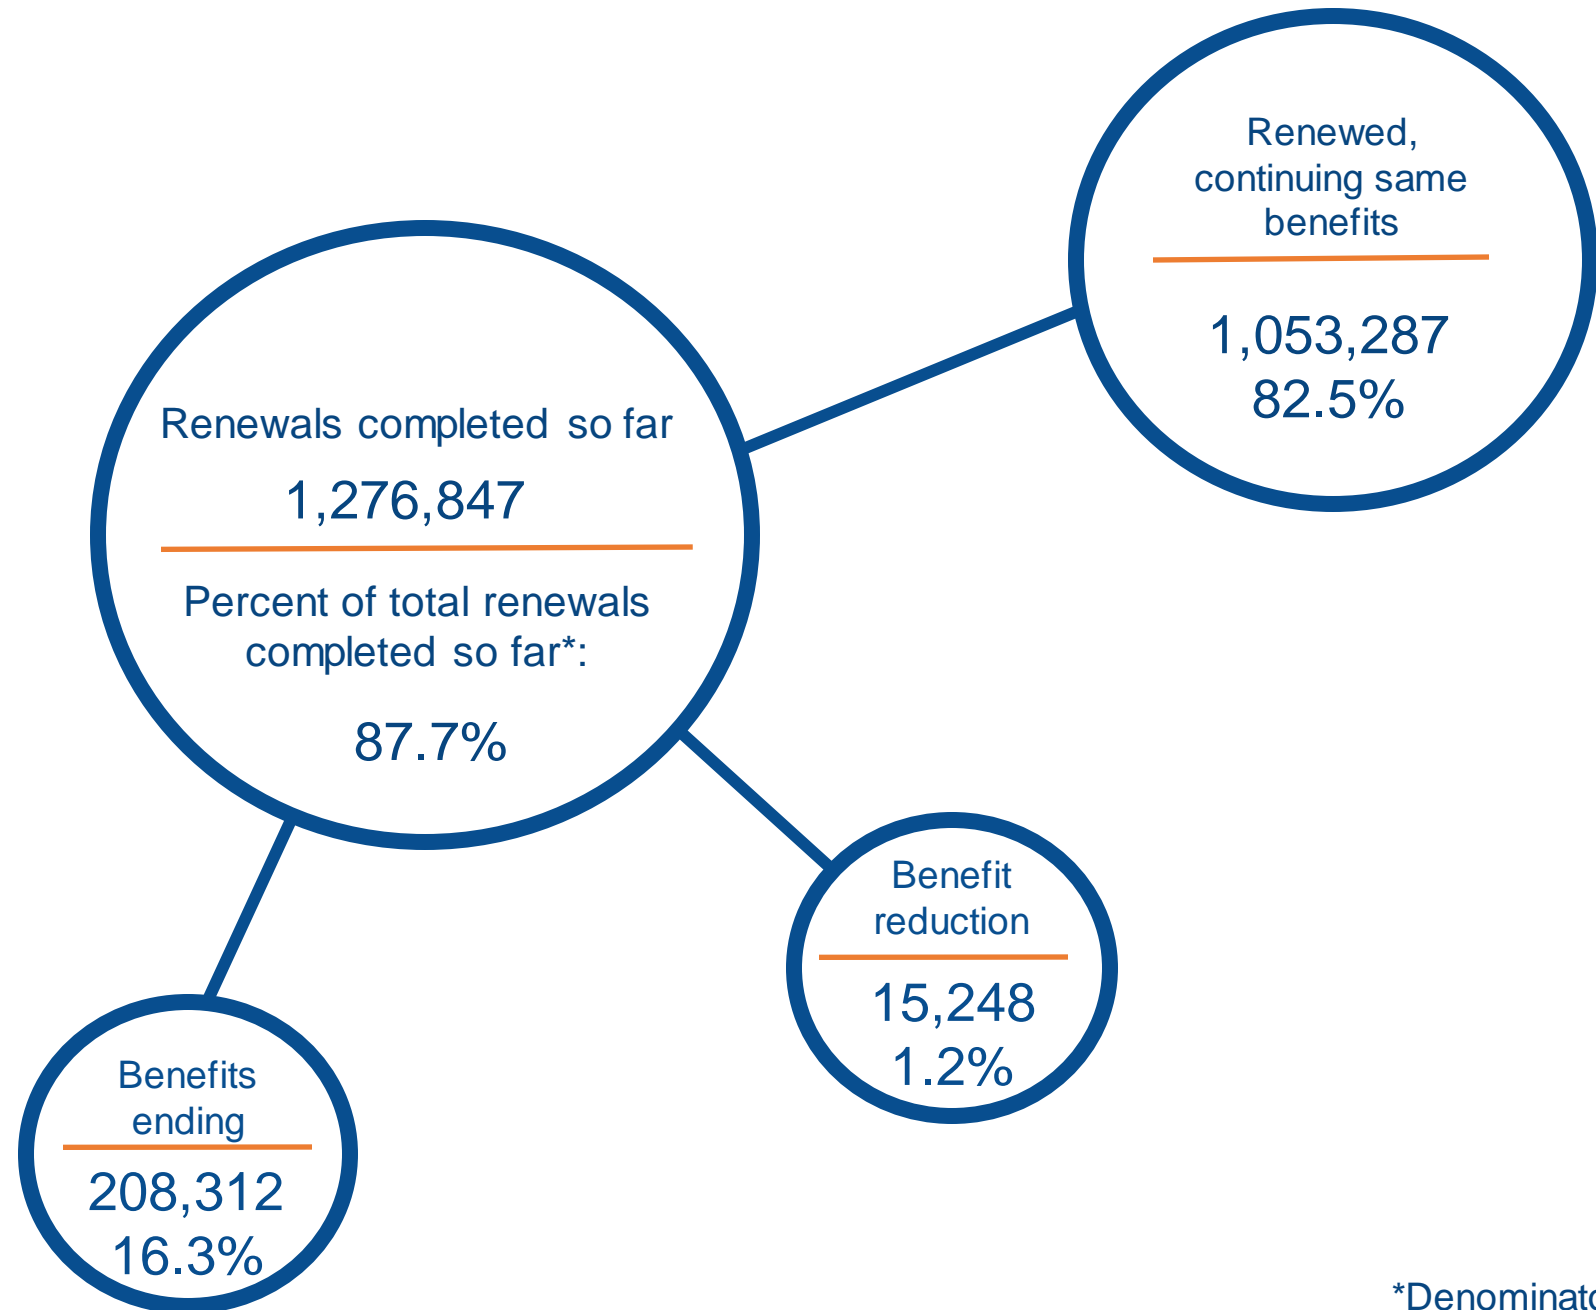 Renewed,
continuing same
benefits
1,053,287
82.5%
Renewals completed so far
1,276,847
Percent of total renewals
completed so far*:
87.7%
Benefit
reduction
15,248
1.2%
Benefits
ending
208,312
16.3%